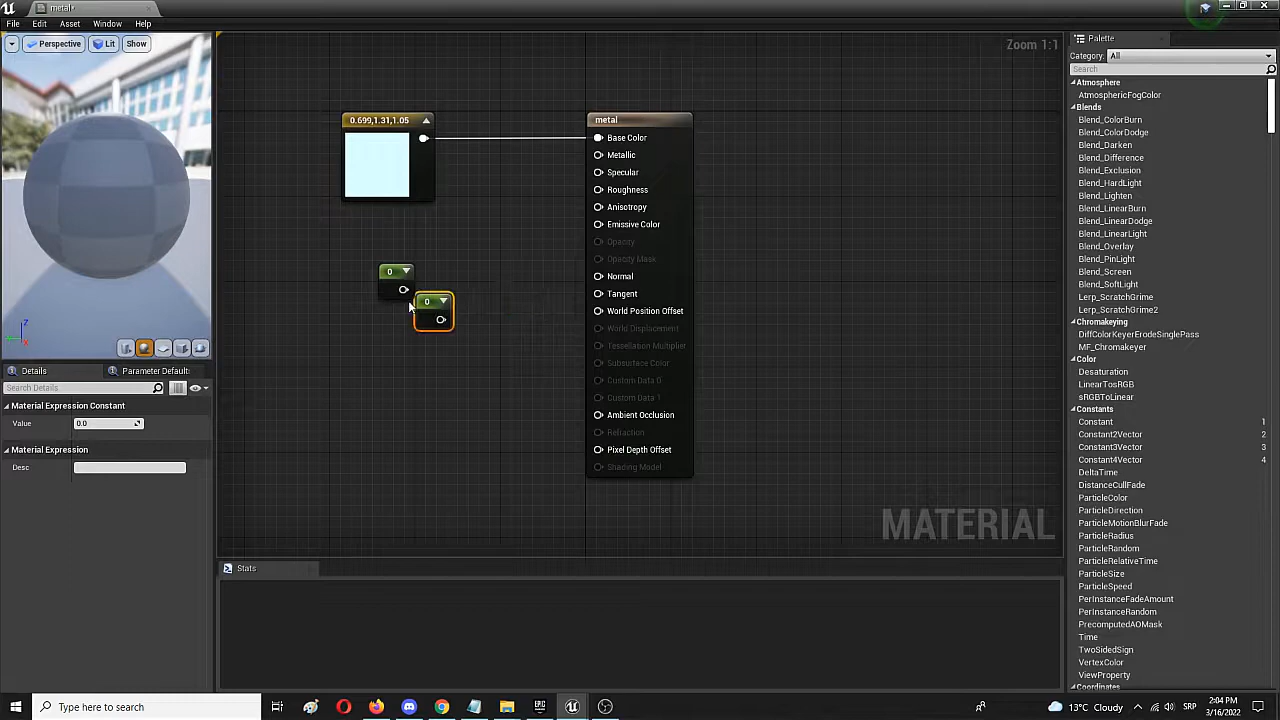 metal*
File Edit Asset Window Help
Perspective Lit Show
Zoom 1:1
Palette
Category: All
Search
Atmosphere
AtmosphericFogColor
Blends
Blend_ColorBurn
Blend_ColorDodge
Blend_Darken
Blend_Difference
Blend_Exclusion
Blend_HardLight
Blend_Lighten
Blend_LinearBurn
Blend_LinearDodge
Blend_LinearLight
Blend_Overlay
Blend_PinLight
Blend_Screen
Blend_SoftLight
Lerp_ScratchGrime
Lerp_ScratchGrime2
Chromakeying
DiffColorKeyerErodeSinglePass
MF_Chromakeyer
Color
Desaturation
LinearTosRGB
sRGBToLinear
Constants
Constant 1
Constant2Vector 2
Constant3Vector 3
Constant4Vector 4
DeltaTime
DistanceCullFade
ParticleColor
ParticleDirection
ParticleMotionBlurFade
ParticleRadius
ParticleRandom
ParticleRelativeTime
ParticleSize
ParticleSpeed
PerInstanceFadeAmount
PerInstanceRandom
PrecomputedAOMask
Time
TwoSidedSign
VertexColor
ViewProperty
Coordinates
0.699,1.31,1.05
0
0
metal
Base Color
Metallic
Specular
Roughness
Anisotropy
Emissive Color
Opacity
Opacity Mask
Normal
Tangent
World Position Offset
World Displacement
Tessellation Multiplier
Subsurface Color
Custom Data 0
Custom Data 1
Ambient Occlusion
Refraction
Pixel Depth Offset
Shading Model
MATERIAL
Z
Details Parameter Default
Search Details
Material Expression Constant
Value 0.0
Material Expression
Desc
Stats
Type here to search
13°C Cloudy SRP 2:04 PM
3/16/2022